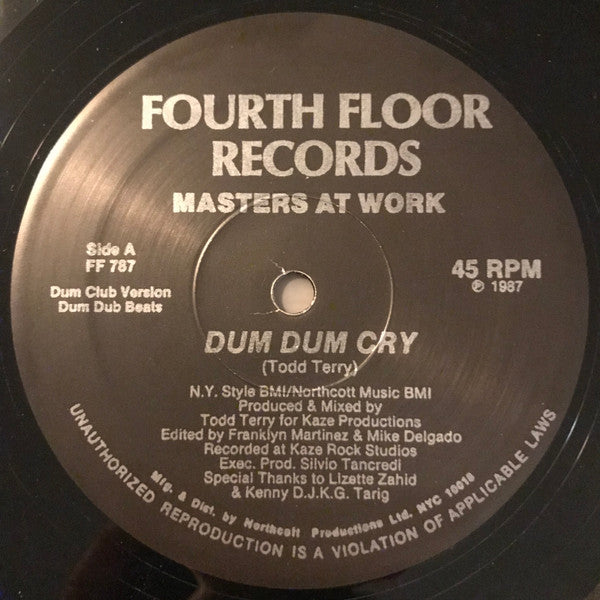 FOURTH FLOOR
RECORDS
MASTERS AT WORK
Side A
FF 787
Dum Club Version
Dum Dub Beats
45 RPM
℗ 1987
DUM DUM CRY
(Todd Terry)
N.Y. Style BMI/Northcott Music BMI
Produced & Mixed by
Todd Terry for Kaze Productions
Edited by Franklyn Martinez & Mike Delgado
Recorded at Kaze Rock Studios
Exec. Prod. Silvio Tancredi
Special Thanks to Lizette Zahid
& Kenny D.J.K.G. Tarig
Mfg. & Dist. by Northcott Productions Ltd. NYC 10018
UNAUTHORIZED REPRODUCTION IS A VIOLATION OF APPLICABLE LAWS